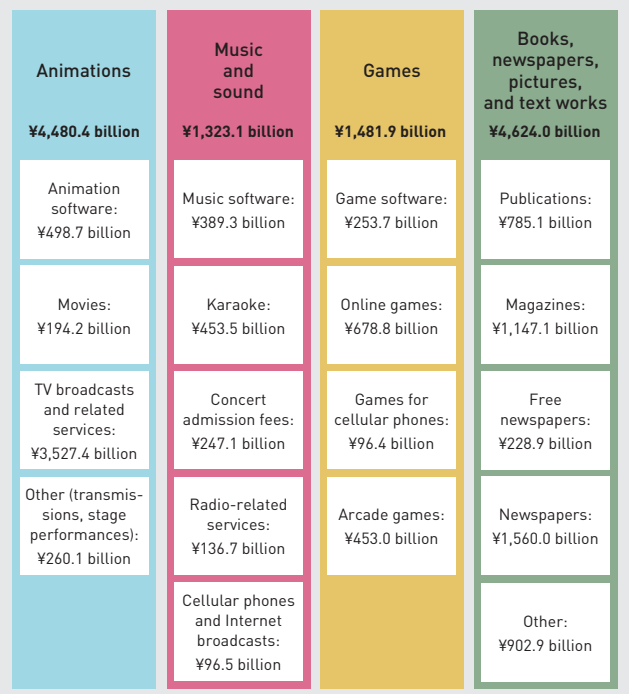 Animations
¥4,480.4 billion
Animation
software:
¥498.7 billion
Movies:
¥194.2 billion
TV broadcasts
and related
services:
¥3,527.4 billion
Other (transmis-
sions, stage
performances):
¥260.1 billion
Music
and
sound
¥1,323.1 billion
Music software:
¥389.3 billion
Karaoke:
¥453.5 billion
Concert
admission fees:
¥247.1 billion
Radio-related
services:
¥136.7 billion
Cellular phones
and Internet
broadcasts:
¥96.5 billion
Games
¥1,481.9 billion
Game software:
¥253.7 billion
Online games:
¥678.8 billion
Games for
cellular phones:
¥96.4 billion
Arcade games:
¥453.0 billion
Books,
newspapers,
pictures,
and text works
¥4,624.0 billion
Publications:
¥785.1 billion
Magazines:
¥1,147.1 billion
Free
newspapers:
¥228.9 billion
Newspapers:
¥1,560.0 billion
Other:
¥902.9 billion